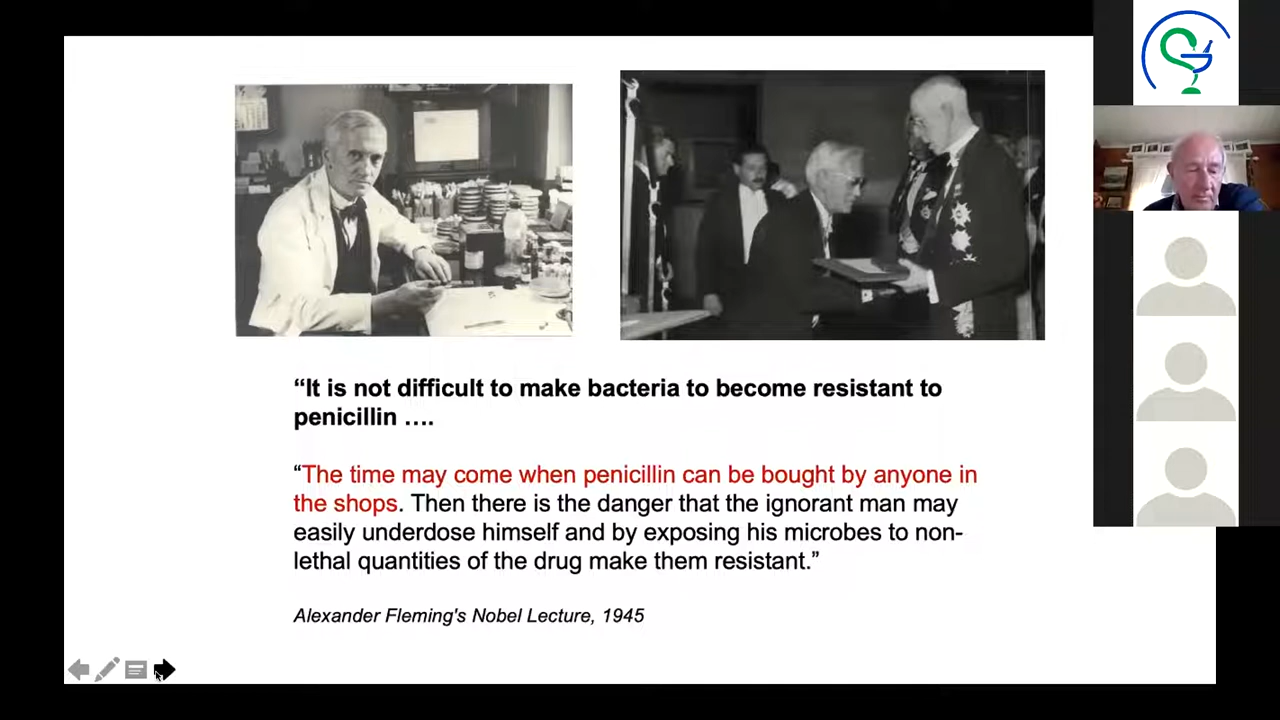 “It is not difficult to make bacteria to become resistant to
penicillin ….
“The time may come when penicillin can be bought by anyone in
the shops. Then there is the danger that the ignorant man may
easily underdose himself and by exposing his microbes to non-
lethal quantities of the drug make them resistant.”
Alexander Fleming's Nobel Lecture, 1945